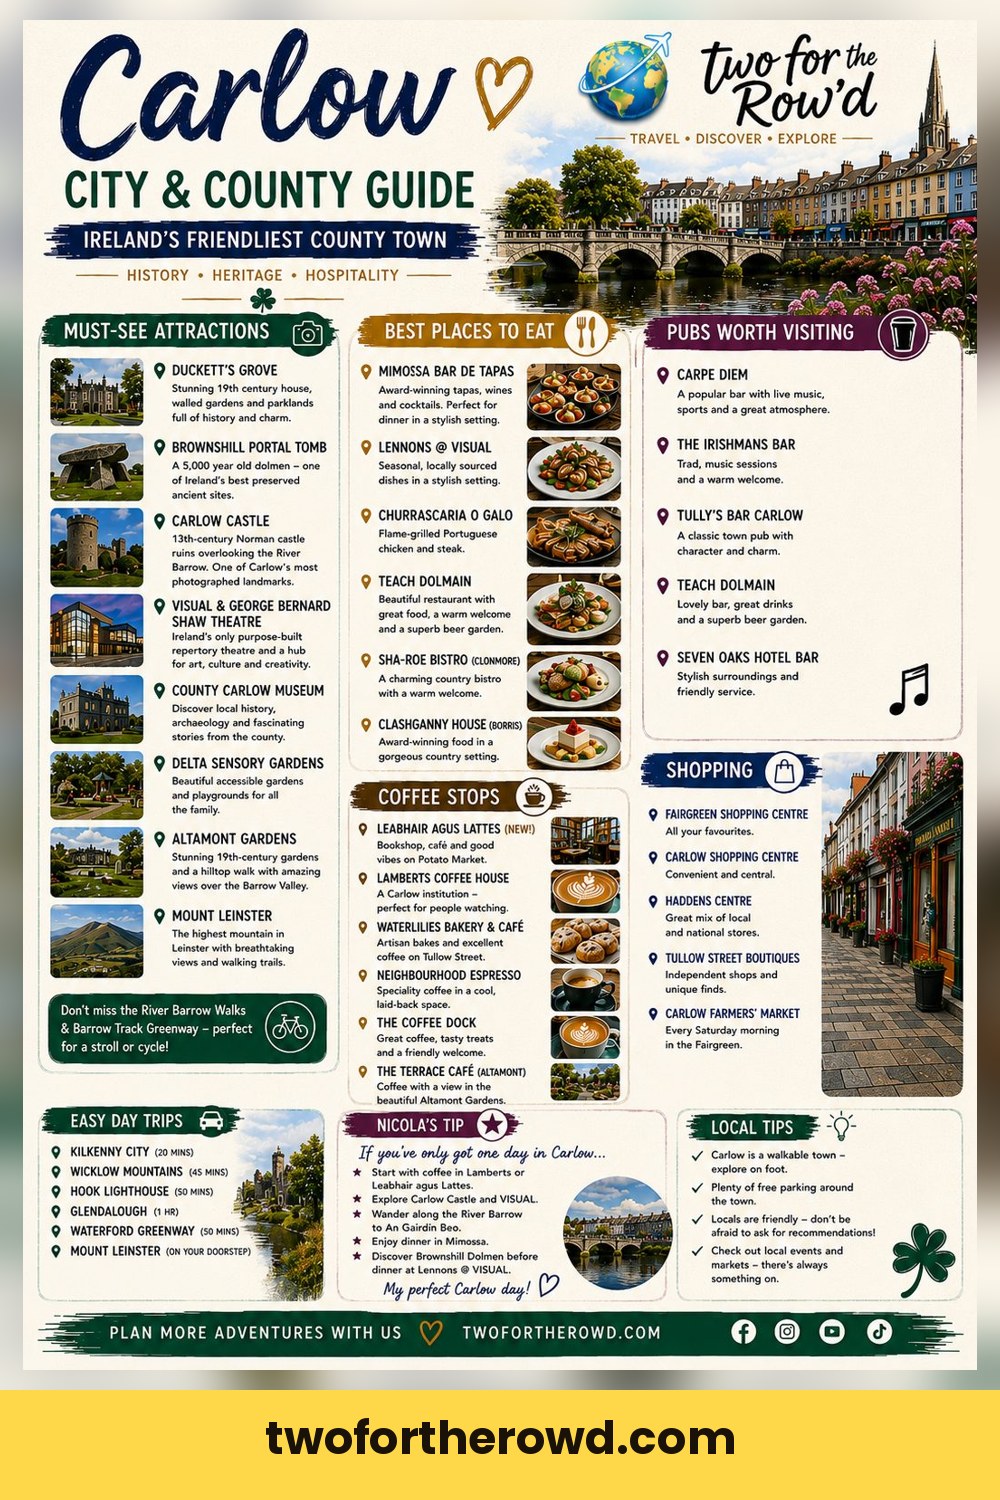 Carlow
two for the
Row'd
TRAVEL • DISCOVER • EXPLORE
CITY & COUNTY GUIDE
IRELAND'S FRIENDLIEST COUNTY TOWN
HISTORY • HERITAGE • HOSPITALITY
MUST-SEE ATTRACTIONS
DUCKETT'S GROVE
Stunning 19th century house,
walled gardens and parklands
full of history and charm.
BROWNSHILL PORTAL TOMB
A 5,000 year old dolmen – one
of Ireland's best preserved
ancient sites.
CARLOW CASTLE
13th-century Norman castle
ruins overlooking the River
Barrow. One of Carlow's most
photographed landmarks.
VISUAL & GEORGE BERNARD
SHAW THEATRE
Ireland's only purpose-built
repertory theatre and a hub
for art, culture and creativity.
COUNTY CARLOW MUSEUM
Discover local history,
archaeology and fascinating
stories from the county.
DELTA SENSORY GARDENS
Beautiful accessible gardens
and playgrounds for all
the family.
ALTAMONT GARDENS
Stunning 19th-century gardens
and a hilltop walk with amazing
views over the Barrow Valley.
MOUNT LEINSTER
The highest mountain in
Leinster with breathtaking
views and walking trails.
Don't miss the River Barrow Walks
& Barrow Track Greenway – perfect
for a stroll or cycle!
BEST PLACES TO EAT
MIMOSSA BAR DE TAPAS
Award-winning tapas, wines
and cocktails. Perfect for
dinner in a stylish setting.
LENNONS @ VISUAL
Seasonal, locally sourced
dishes in a stylish setting.
CHURRASCARIA O GALO
Flame-grilled Portuguese
chicken and steak.
TEACH DOLMAIN
Beautiful restaurant with
great food, a warm welcome
and a superb beer garden.
SHA-ROE BISTRO (CLONMORE)
A charming country bistro
with a warm welcome.
CLASHGANNY HOUSE (BORRIS)
Award-winning food in a
gorgeous country setting.
COFFEE STOPS
LEABHAIR AGUS LATTES (NEW!)
Bookshop, café and good
vibes on Potato Market.
LAMBERTS COFFEE HOUSE
A Carlow institution –
perfect for people watching.
WATERLILIES BAKERY & CAFÉ
Artisan bakes and excellent
coffee on Tullow Street.
NEIGHBOURHOOD ESPRESSO
Speciality coffee in a cool,
laid-back space.
THE COFFEE DOCK
Great coffee, tasty treats
and a friendly welcome.
THE TERRACE CAFÉ (ALTAMONT)
Coffee with a view in the
beautiful Altamont Gardens.
PUBS WORTH VISITING
CARPE DIEM
A popular bar with live music,
sports and a great atmosphere.
THE IRISHMANS BAR
Trad, music sessions
and a warm welcome.
TULLY'S BAR CARLOW
A classic town pub with
character and charm.
TEACH DOLMAIN
Lovely bar, great drinks
and a superb beer garden.
SEVEN OAKS HOTEL BAR
Stylish surroundings and
friendly service.
SHOPPING
FAIRGREEN SHOPPING CENTRE
All your favourites.
CARLOW SHOPPING CENTRE
Convenient and central.
HADDENS CENTRE
Great mix of local
and national stores.
TULLOW STREET BOUTIQUES
Independent shops and
unique finds.
CARLOW FARMERS' MARKET
Every Saturday morning
in the Fairgreen.
EASY DAY TRIPS
KILKENNY CITY (20 MINS)
WICKLOW MOUNTAINS (45 MINS)
HOOK LIGHTHOUSE (50 MINS)
GLENDALOUGH (1 HR)
WATERFORD GREENWAY (50 MINS)
MOUNT LEINSTER (ON YOUR DOORSTEP)
NICOLA'S TIP
If you've only got one day in Carlow...
Start with coffee in Lamberts or
Leabhair agus Lattes.
Explore Carlow Castle and VISUAL.
Wander along the River Barrow
to An Gairdin Beo.
Enjoy dinner in Mimossa.
Discover Brownshill Dolmen before
dinner at Lennons @ VISUAL.
My perfect Carlow day!
LOCAL TIPS
Carlow is a walkable town –
explore on foot.
Plenty of free parking around
the town.
Locals are friendly – don't be
afraid to ask for recommendations!
Check out local events and
markets – there's always
something on.
PLAN MORE ADVENTURES WITH US
TWOFORTHEROWD.COM
twofortherowd.com